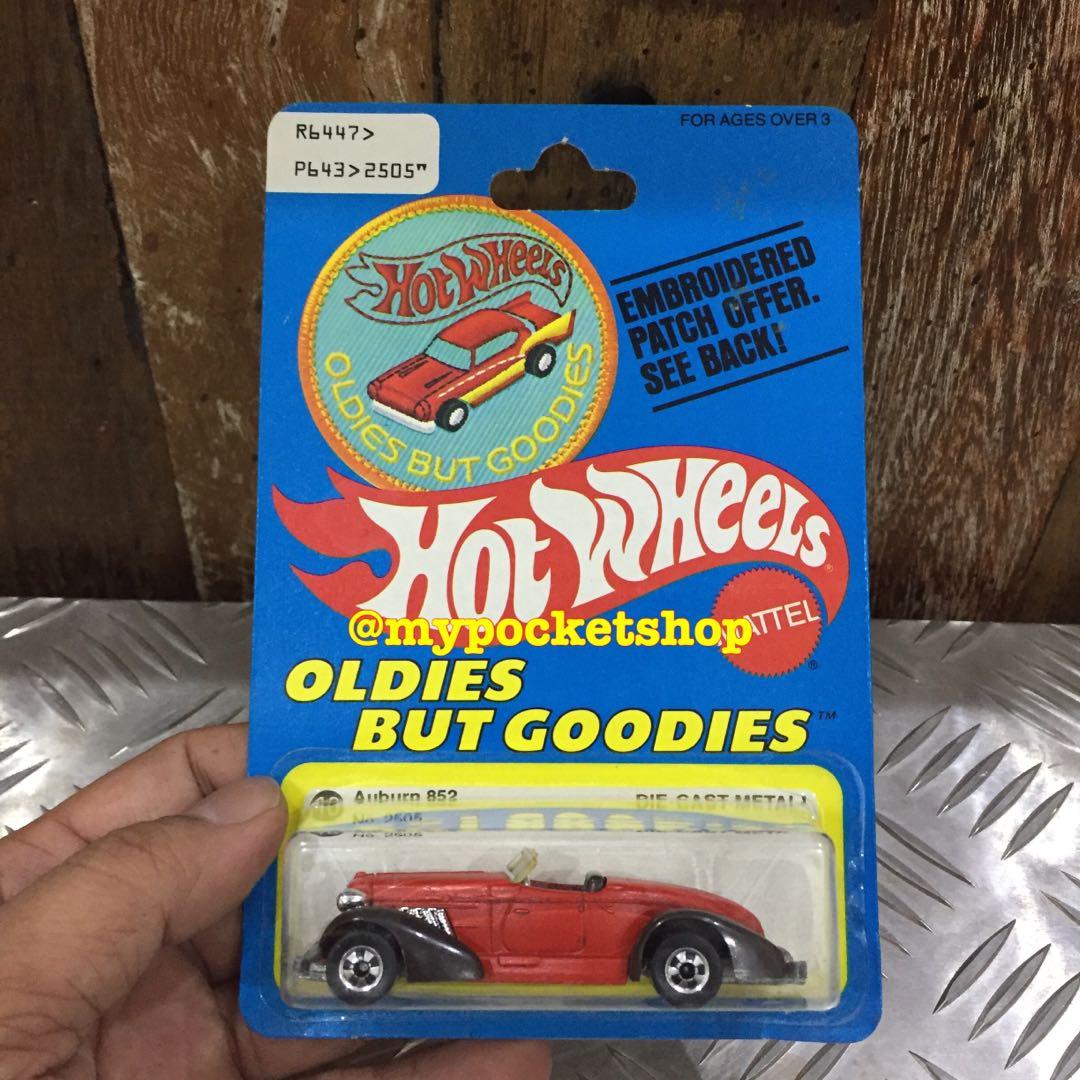 R6447>
P643>2505"
FOR AGES OVER 3
EMBROIDERED
PATCH OFFER.
SEE BACK!
HOT WHEELS
OLDIES BUT GOODIES
HOT WHEELS
®
MATTEL
®
@mypocketshop
OLDIES
BUT GOODIES™
Auburn 852
DIE-CAST METAL!
No. 2505